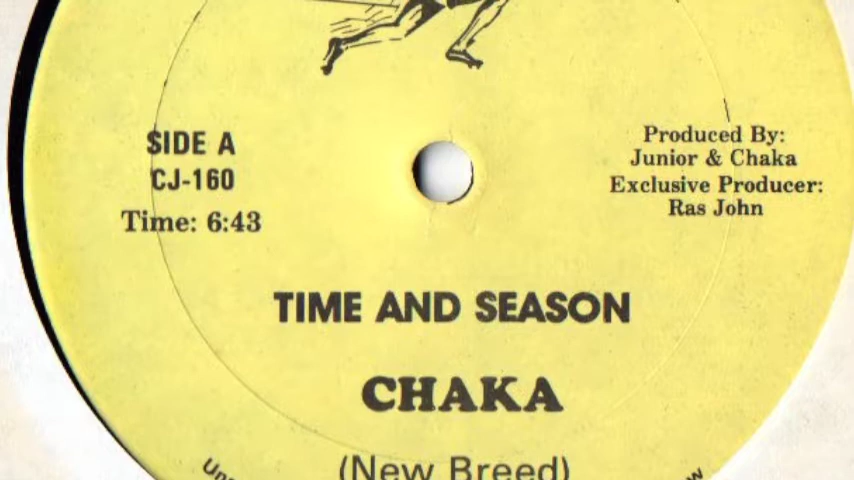 SIDE A
CJ-160
Time: 6:43
Produced By:
Junior & Chaka
Exclusive Producer:
Ras John
TIME AND SEASON
CHAKA
(New Breed)